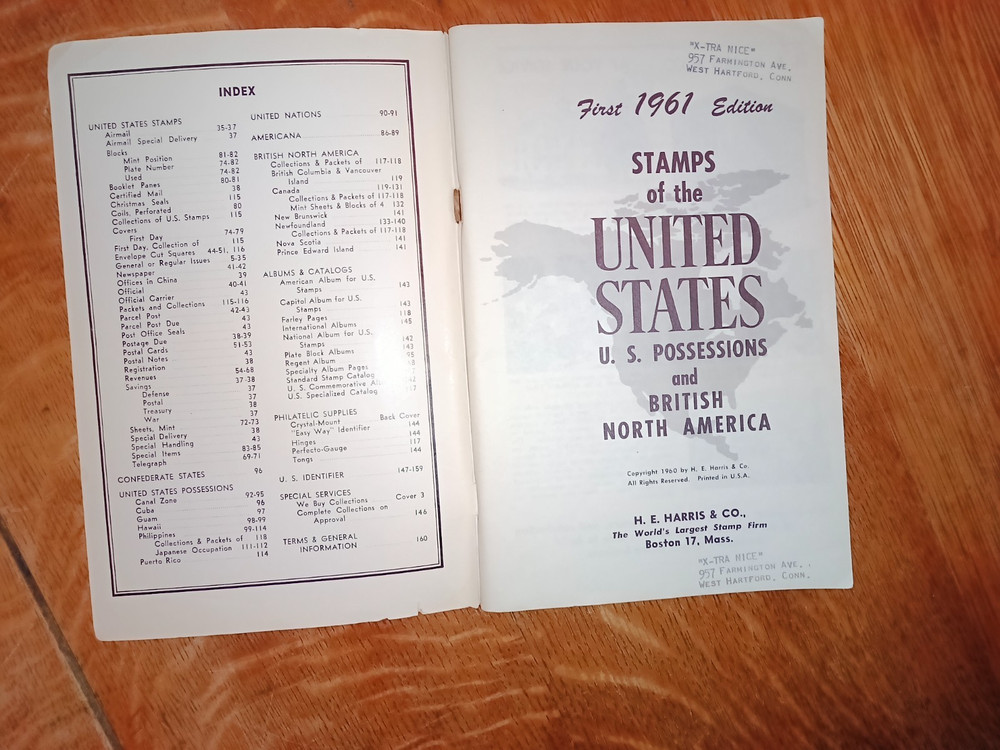 INDEX
UNITED STATES STAMPS
Airmail 35-37
Airmail Special Delivery 37
Blocks
Mint Position 81-82
Plate Number 74-82
Used 74-82
Booklet Panes 80-81
Certified Mail 38
Christmas Seals 115
Coils, Perforated 80
Collections of U.S. Stamps 115
Covers
First Day 74-79
First Day, Collection of 115
Envelope Cut Squares 44-51, 116
General or Regular Issues 5-35
Newspaper 41-42
Offices in China 39
Official 40-41
Official Carrier 43
Packets and Collections 115-116
Parcel Post 42-43
Parcel Post Due 43
Post Office Seals 43
Postage Due 38-39
Postal Cards 51-53
Postal Notes 43
Registration 38
Revenues 54-68
Savings 37-38
Defense 37
Postal 37
Treasury 38
War 37
Sheets, Mint 72-73
Special Delivery 38
Special Handling 43
Special Items 83-85
Telegraph 69-71
CONFEDERATE STATES 96
UNITED STATES POSSESSIONS
Canal Zone 92-95
Cuba 96
Guam 97
Hawaii 98-99
Philippines 99-114
Collections & Packets of 118
Japanese Occupation 111-112
Puerto Rico 114
UNITED NATIONS 90-91
AMERICANA 86-89
BRITISH NORTH AMERICA
Collections & Packets of 117-118
British Columbia & Vancouver
Island 119
Canada 119-131
Collections & Packets of 117-118
Mint Sheets & Blocks of 4 132
New Brunswick 141
Newfoundland 133-140
Collections & Packets of 117-118
Nova Scotia 141
Prince Edward Island 141
ALBUMS & CATALOGS
American Album for U.S.
Stamps 143
Capitol Album for U.S.
Stamps 143
Farley Pages 118
International Albums 145
National Album for U.S.
Stamps 142
Plate Block Albums 143
Regent Album
Specialty Album Pages
Standard Stamp Catalog
U. S. Commemorative
U.S. Specialized Catalog
PHILATELIC SUPPLIES
Crystal-Mount Back Cover
"Easy Way" Identifier 144
Hinges 144
Perfecto-Gauge 117
Tongs 144
U. S. IDENTIFIER 147-159
SPECIAL SERVICES
We Buy Collections Cover 3
Complete Collections on
Approval 146
TERMS & GENERAL
INFORMATION 160
"X-TRA NICE"
957 FARMINGTON AVE.
WEST HARTFORD, CONN
First 1961 Edition
STAMPS
of the
UNITED
STATES
U. S. POSSESSIONS
and
BRITISH
NORTH AMERICA
Copyright 1960 by H. E. Harris & Co.
All Rights Reserved. Printed in U.S.A.
H. E. HARRIS & CO.,
The World's Largest Stamp Firm
Boston 17, Mass.
"X-TRA NICE"
957 FARMINGTON AVE.
WEST HARTFORD, CONN.